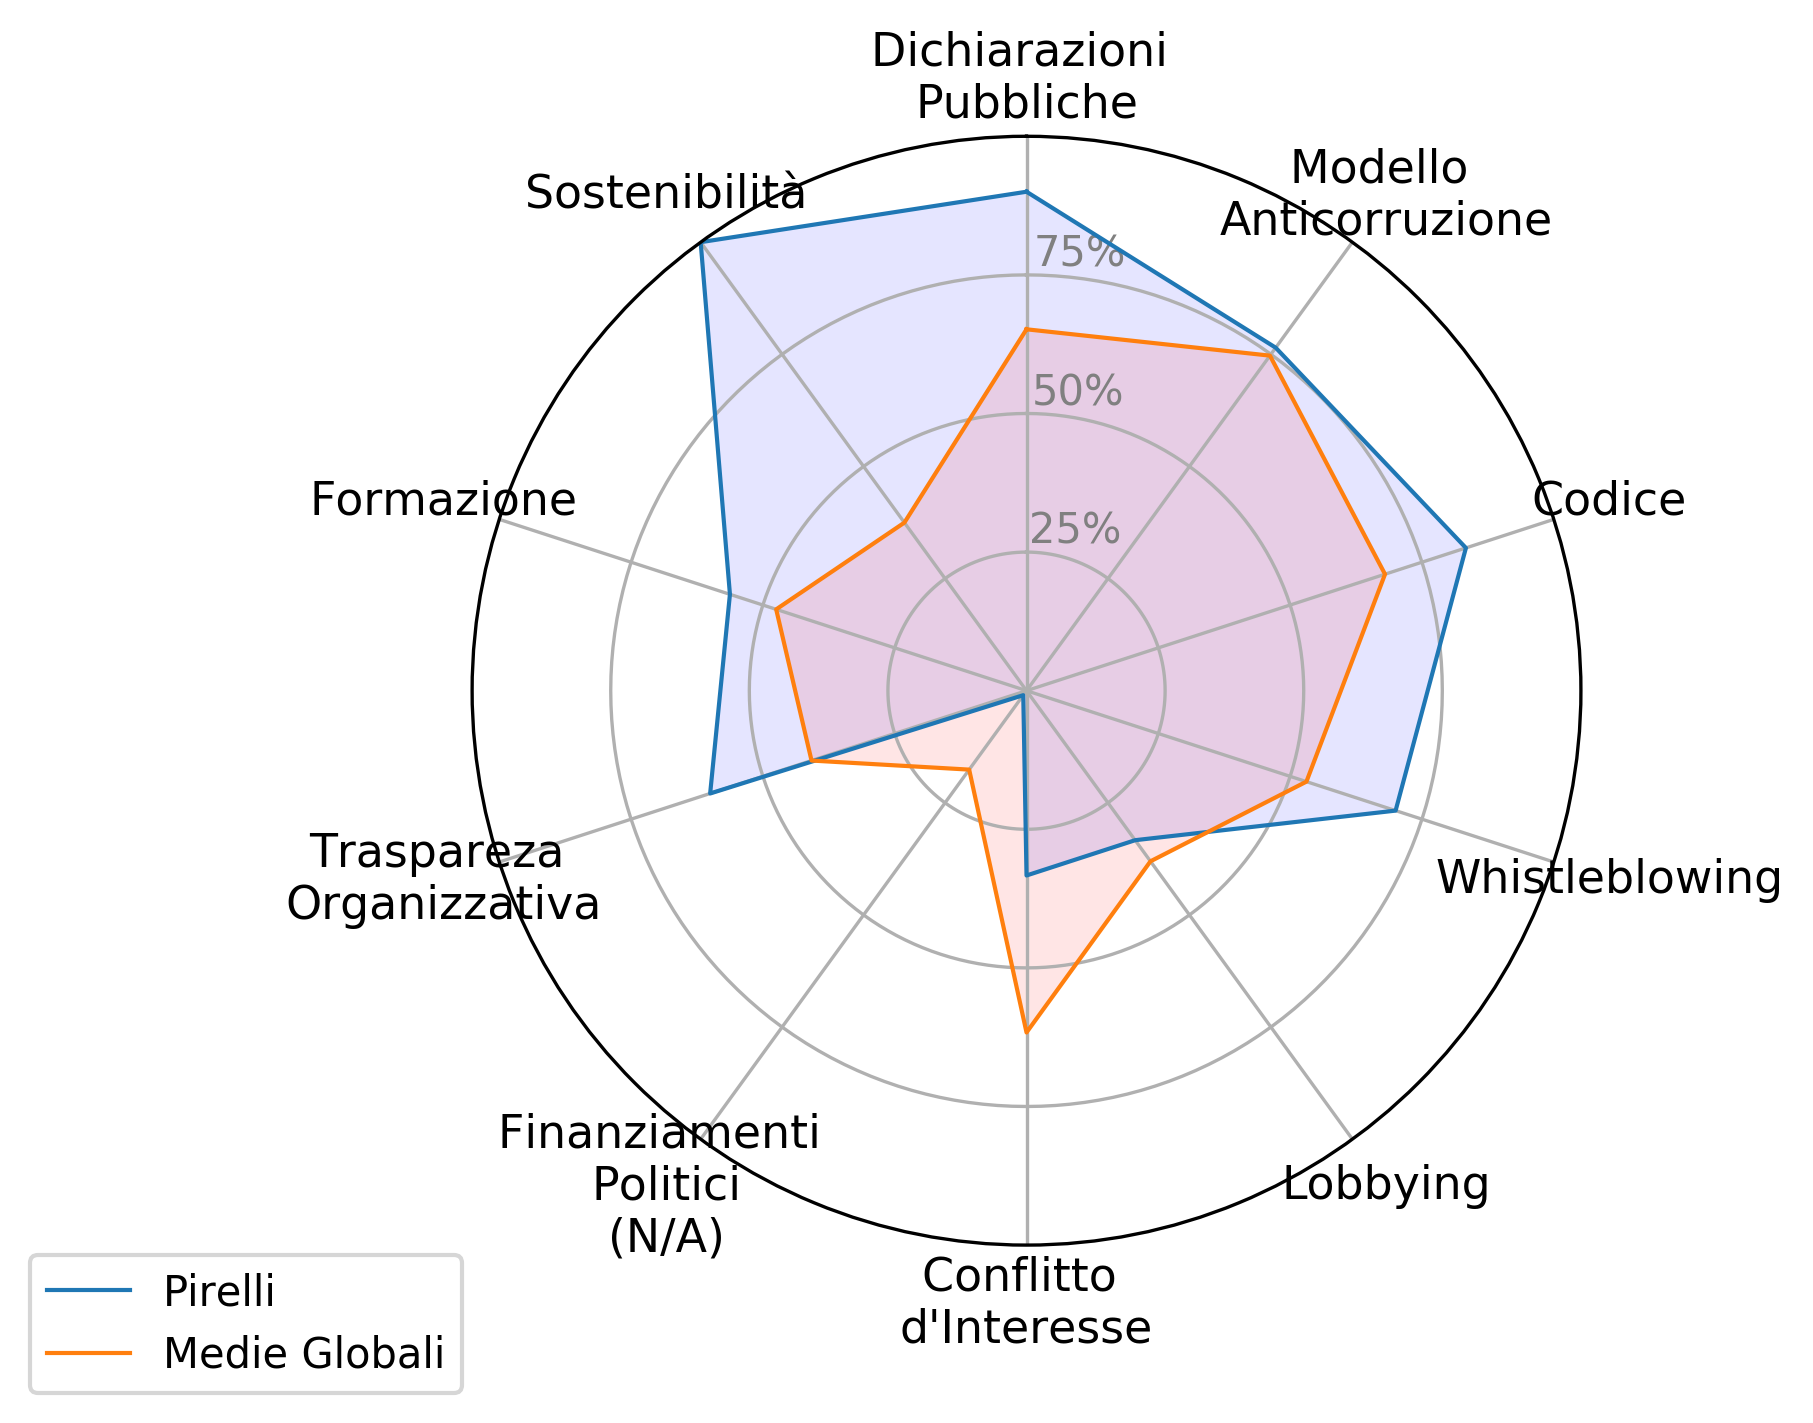 Dichiarazioni
Pubbliche
Modello
Anticorruzione
Sostenibilità
75%
50%
25%
Formazione
Codice
Traspareza
Organizzativa
Whistleblowing
Finanziamenti
Politici
(N/A)
Lobbying
Conflitto
d'Interesse
Pirelli
Medie Globali